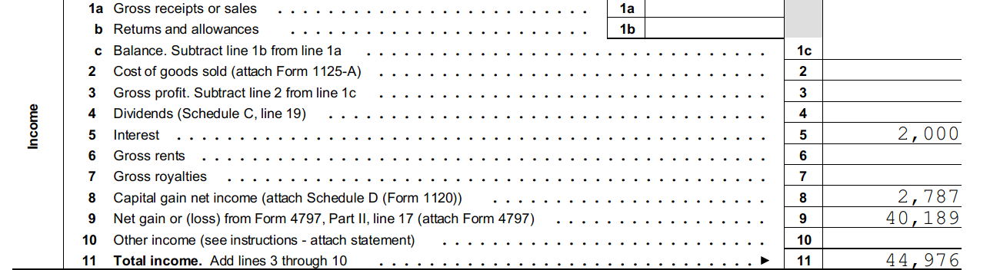 1a Gross receipts or sales . . . . . . . . . . . . . . . . . . . . . . . . . 1a
b Returns and allowances . . . . . . . . . . . . . . . . . . . . . . . . 1b
c Balance. Subtract line 1b from line 1a . . . . . . . . . . . . . . . . . . . . . . . . . . . . . . . . 1c
2 Cost of goods sold (attach Form 1125-A) . . . . . . . . . . . . . . . . . . . . . . . . . . . . . . . 2
3 Gross profit. Subtract line 2 from line 1c . . . . . . . . . . . . . . . . . . . . . . . . . . . . . . . 3
4 Dividends (Schedule C, line 19) . . . . . . . . . . . . . . . . . . . . . . . . . . . . . . . . . . . 4
5 Interest . . . . . . . . . . . . . . . . . . . . . . . . . . . . . . . . . . . . . . . . . . . . . . . 5 2,000
6 Gross rents . . . . . . . . . . . . . . . . . . . . . . . . . . . . . . . . . . . . . . . . . . . . . 6
7 Gross royalties . . . . . . . . . . . . . . . . . . . . . . . . . . . . . . . . . . . . . . . . . . . 7
8 Capital gain net income (attach Schedule D (Form 1120)) . . . . . . . . . . . . . . . . . . . . . . 8 2,787
9 Net gain or (loss) from Form 4797, Part II, line 17 (attach Form 4797) . . . . . . . . . . . . . . . . . 9 40,189
10 Other income (see instructions - attach statement) . . . . . . . . . . . . . . . . . . . . . . . . . . 10
11 Total income. Add lines 3 through 10 . . . . . . . . . . . . . . . . . . . . . . . . . . . . . . ► 11 44,976
Income